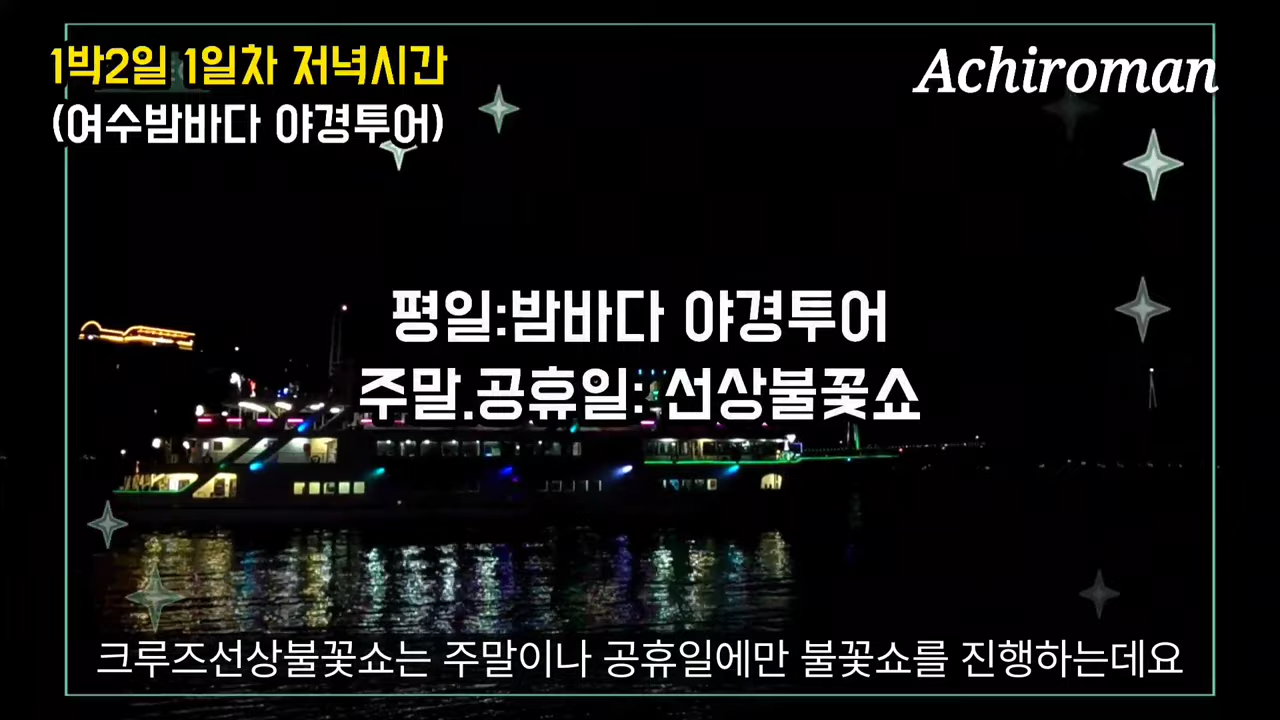 1박2일 1일차 저녁시간
(여수밤바다 야경투어)
Achiroman
평일:밤바다 야경투어
주말.공휴일: 선상불꽃쇼
크루즈선상불꽃쇼는 주말이나 공휴일에만 불꽃쇼를 진행하는데요